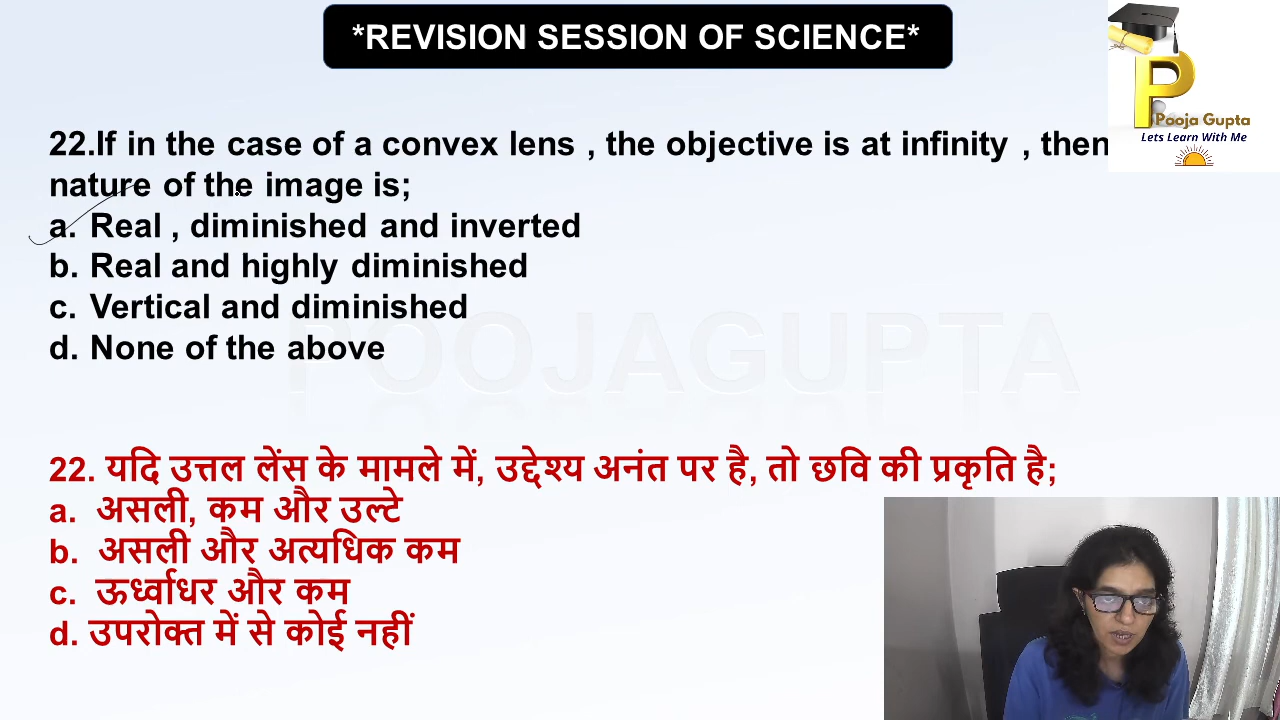 *REVISION SESSION OF SCIENCE*
P
Pooja Gupta
Lets Learn With Me
22.If in the case of a convex lens , the objective is at infinity , then
nature of the image is;
a. Real , diminished and inverted
b. Real and highly diminished
c. Vertical and diminished
d. None of the above
POOJAGUPTA
22. यदि उत्तल लेंस के मामले में, उद्देश्य अनंत पर है, तो छवि की प्रकृति है;
a. असली, कम और उल्टे
b. असली और अत्यधिक कम
c. ऊर्ध्वाधर और कम
d. उपरोक्त में से कोई नहीं